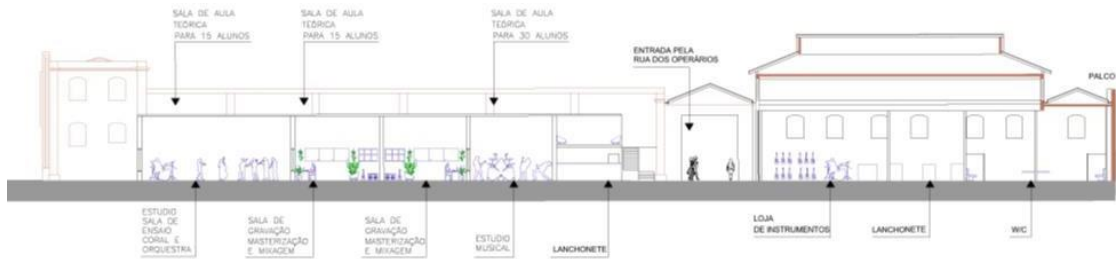 SALA DE AULA
TEÓRICA
PARA 15 ALUNOS
SALA DE AULA
TEÓRICA
PARA 15 ALUNOS
SALA DE AULA
TEÓRICA
PARA 30 ALUNOS
ENTRADA PELA
RUA DOS OPERÁRIOS
PALCO
ESTUDIO
SALA DE
ENSAIO
CORAL E
ORQUESTRA
SALA DE
GRAVAÇÃO
MASTERIZAÇÃO
E MIXAGEM
SALA DE
GRAVAÇÃO
MASTERIZAÇÃO
E MIXAGEM
ESTUDIO
MUSICAL
LANCHONETE
LOJA
DE INSTRUMENTOS
LANCHONETE
W/C